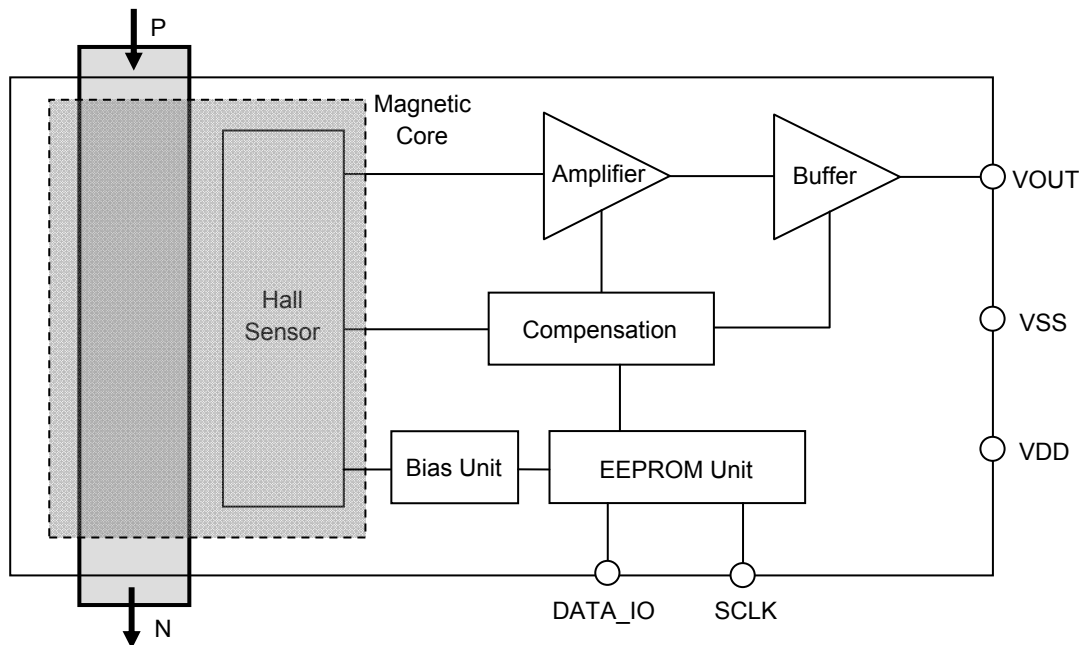 P
Magnetic
Core
Amplifier
Buffer
VOUT
Hall
Sensor
Compensation
VSS
Bias Unit
EEPROM Unit
VDD
DATA_IO
SCLK
N